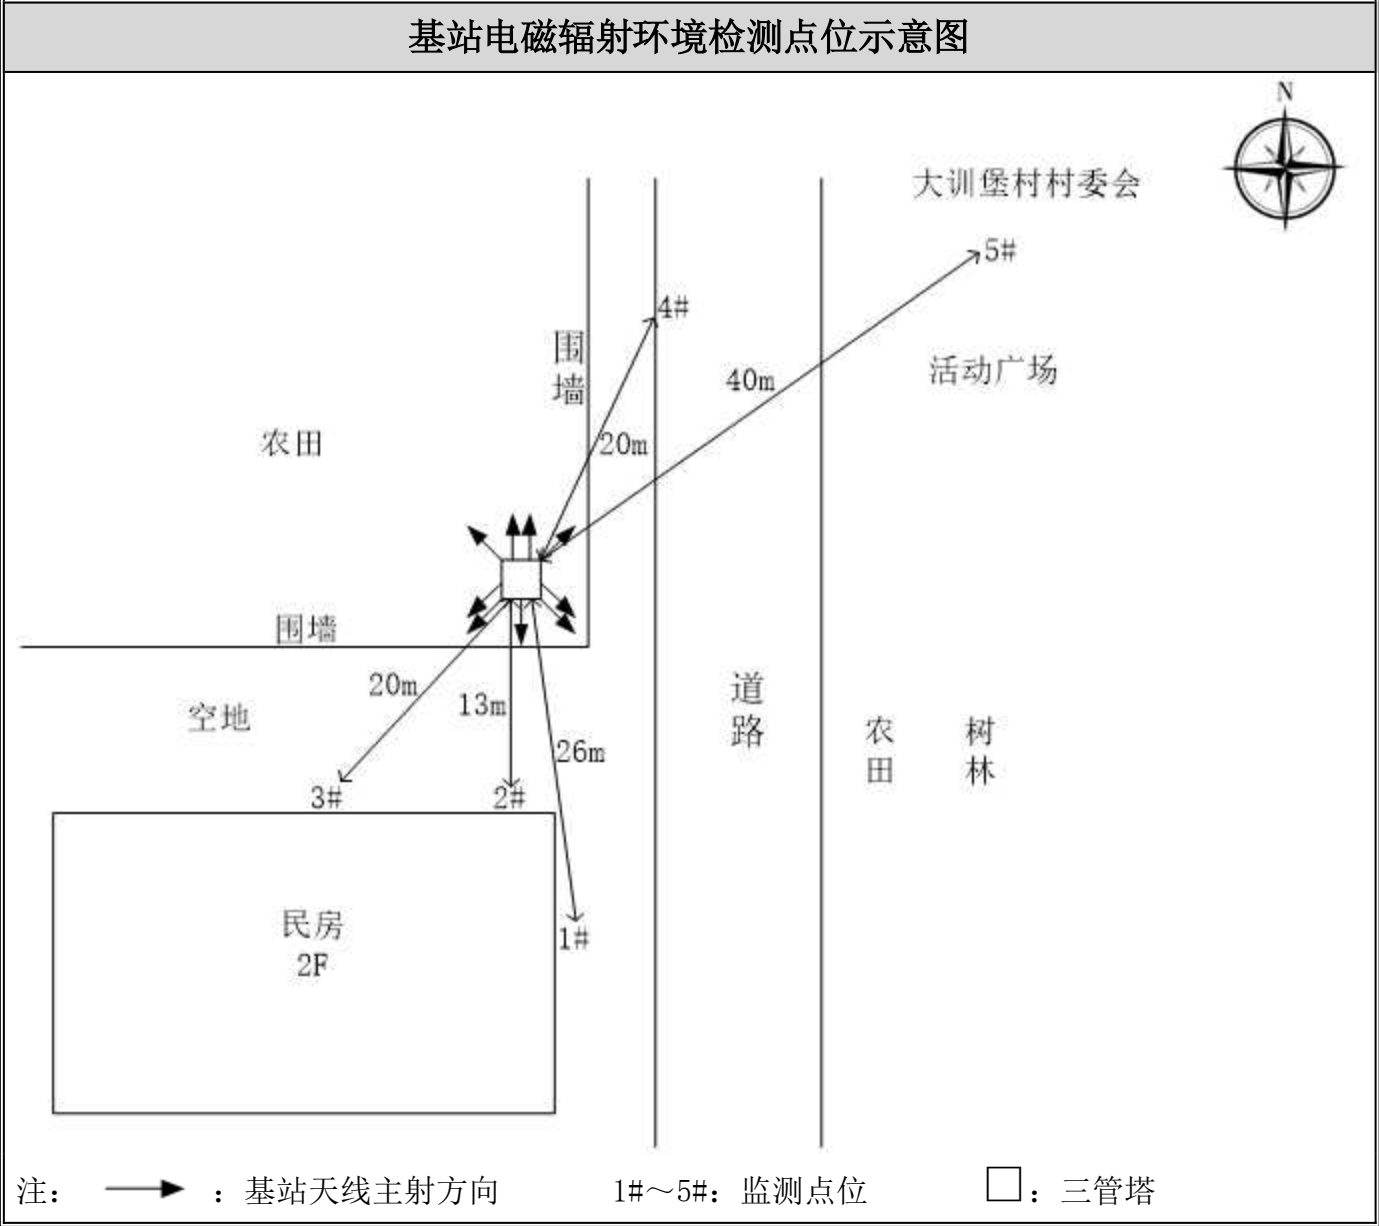 基站电磁辐射环境检测点位示意图
N
大训堡村村委会
5#
4#
围墙
活动广场
40m
农田
20m
围墙
20m
13m
空地
道路
农田
树林
26m
3#
2#
民房
2F
1#
注： ：基站天线主射方向 1#～5#：监测点位 ：三管塔